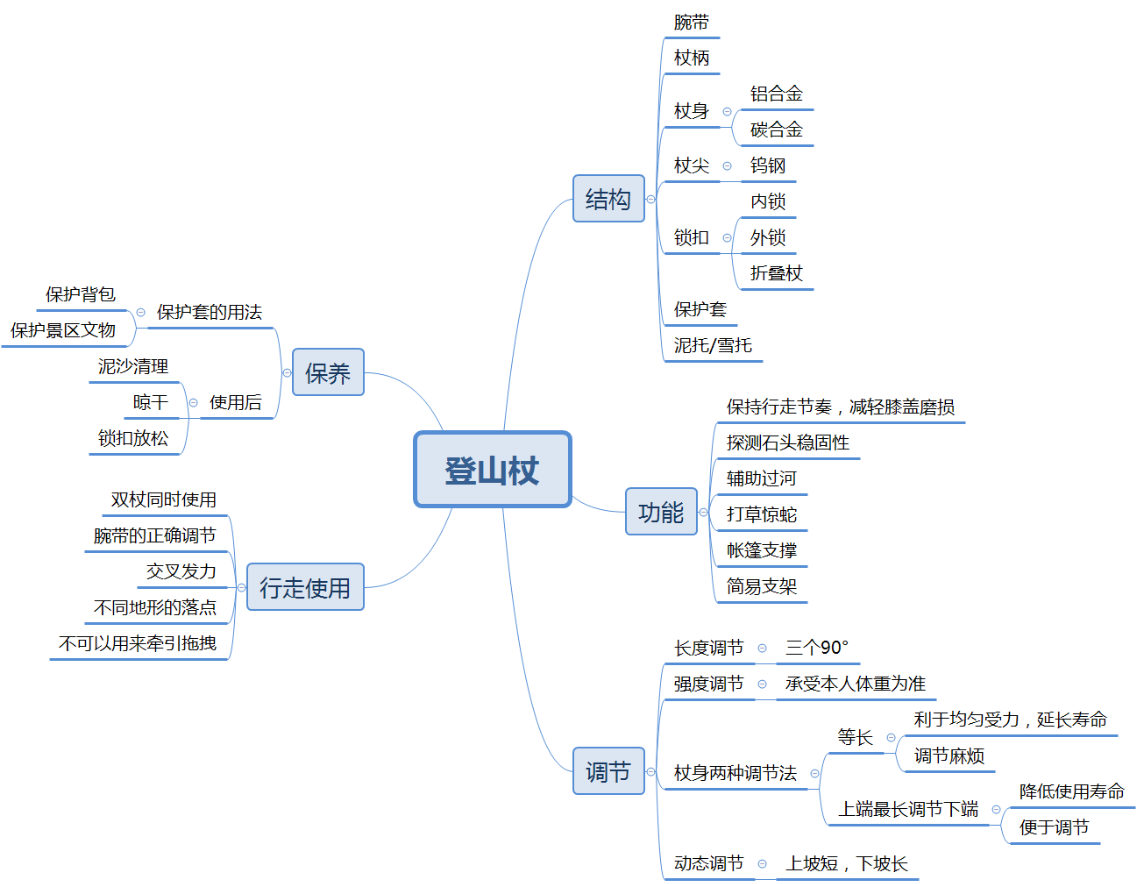 登山杖
结构
腕带
杖柄
杖身
铝合金
碳合金
杖尖
钨钢
锁扣
内锁
外锁
折叠杖
保护套
泥托/雪托
功能
保持行走节奏，减轻膝盖磨损
探测石头稳固性
辅助过河
打草惊蛇
帐篷支撑
简易支架
调节
长度调节
三个90°
强度调节
承受本人体重为准
杖身两种调节法
等长
利于均匀受力，延长寿命
调节麻烦
上端最长调节下端
降低使用寿命
便于调节
动态调节
上坡短，下坡长
保养
保护套的用法
保护背包
保护景区文物
使用后
泥沙清理
晾干
锁扣放松
行走使用
双杖同时使用
腕带的正确调节
交叉发力
不同地形的落点
不可以用来牵引拖拽